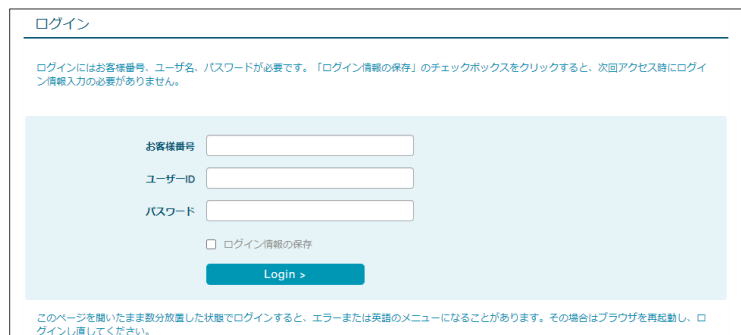 ログイン
ログインにはお客様番号、ユーザ名、パスワードが必要です。「ログイン情報の保存」のチェックボックスをクリックすると、次回アクセス時にログイ
ン情報入力の必要がありません。
お客様番号
ユーザーID
パスワード
ログイン情報の保存
Login >
このページを開いたまま数分放置した状態でログインすると、エラーまたは英語のメニューになることがあります。その場合はブラウザを再起動し、ロ
グインし直してください。